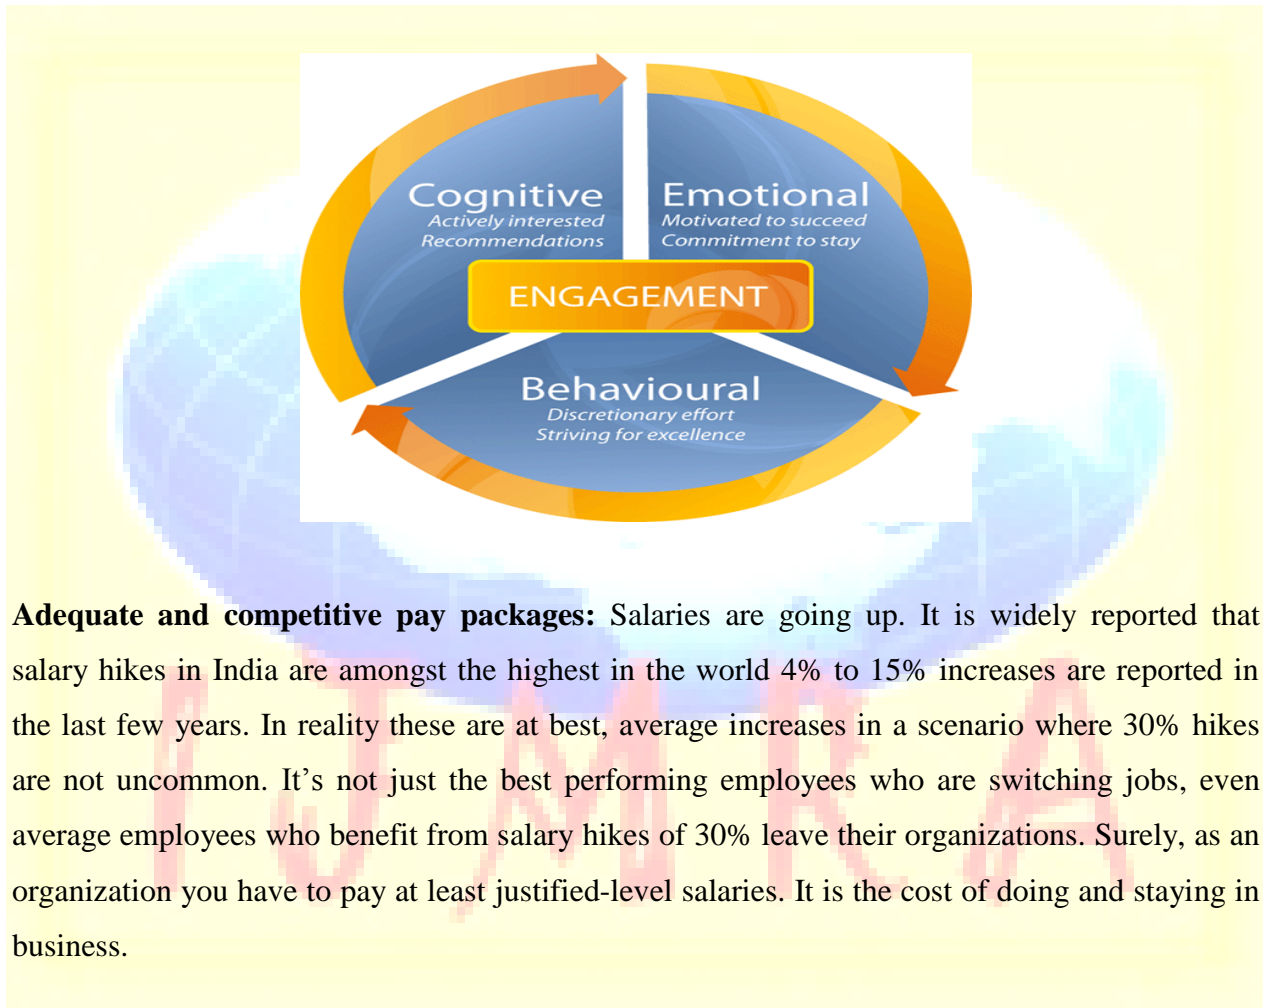 Cognitive
Actively interested
Recommendations
Emotional
Motivated to succeed
Commitment to stay
ENGAGEMENT
Behavioural
Discretionary effort
Striving for excellence
Adequate and competitive pay packages: Salaries are going up. It is widely reported that
salary hikes in India are amongst the highest in the world 4% to 15% increases are reported in
the last few years. In reality these are at best, average increases in a scenario where 30% hikes
are not uncommon. It’s not just the best performing employees who are switching jobs, even
average employees who benefit from salary hikes of 30% leave their organizations. Surely, as an
organization you have to pay at least justified-level salaries. It is the cost of doing and staying in
business.
IJMRA